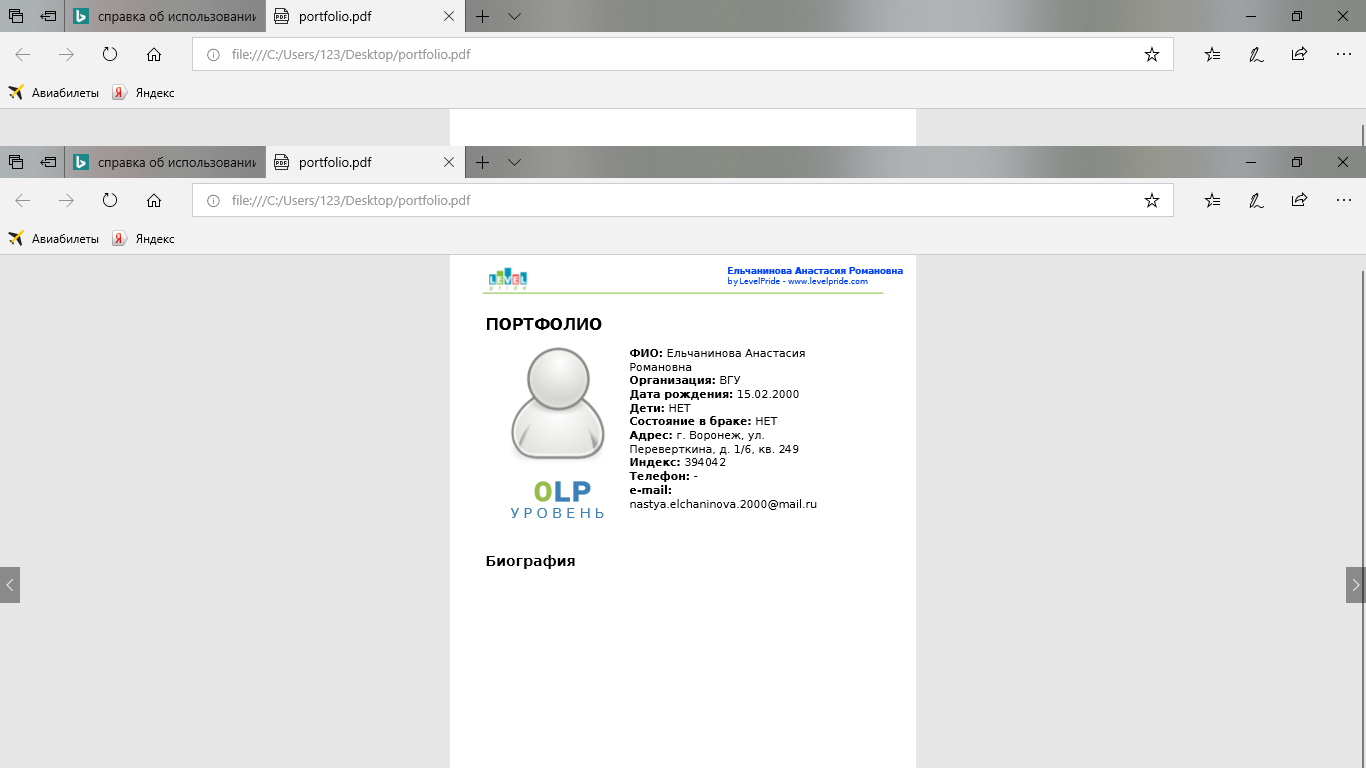 справка об использовании
portfolio.pdf
file:///C:/Users/123/Desktop/portfolio.pdf
Авиабилеты
Яндекс
справка об использовании
portfolio.pdf
file:///C:/Users/123/Desktop/portfolio.pdf
Авиабилеты
Яндекс
LEVEL
pride
Ельчанинова Анастасия Романовна
by LevelPride - www.levelpride.com
ПОРТФОЛИО
ФИО: Ельчанинова Анастасия
Романовна
Организация: ВГУ
Дата рождения: 15.02.2000
Дети: НЕТ
Состояние в браке: НЕТ
Адрес: г. Воронеж, ул.
Переверткина, д. 1/6, кв. 249
Индекс: 394042
Телефон: -
e-mail:
nastya.elchaninova.2000@mail.ru
0LP
УРОВЕНЬ
Биография